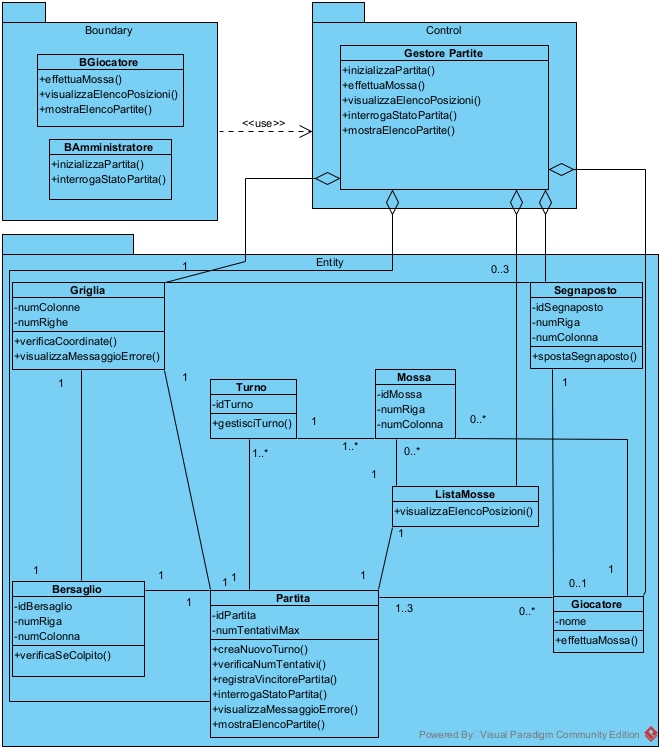 Boundary
BGiocatore
+effettuaMossa()
+visualizzaElencoPosizioni()
+mostraElencoPartite()
BAmministratore
+inizializzaPartita()
+interrogaStatoPartita()
<<use>>
Control
Gestore Partite
+inizializzaPartita()
+effettuaMossa()
+visualizzaElencoPosizioni()
+interrogaStatoPartita()
+mostraElencoPartite()
Entity
1
0..3
Griglia
-numColonne
-numRighe
+verificaCoordinate()
+visualizzaMessaggioErrore()
Segnaposto
-idSegnaposto
-numRiga
-numColonna
+spostaSegnaposto()
1
1
1
Turno
-idTurno
+gestisciTurno()
Mossa
-idMossa
-numRiga
-numColonna
1
0..*
1..*
1..*
0..*
1
ListaMosse
+visualizzaElencoPosizioni()
1
1
1
1
1
1
1
1
0..1
Bersaglio
-idBersaglio
-numRiga
-numColonna
+verificaSeColpito()
Partita
-idPartita
-numTentativiMax
+creaNuovoTurno()
+verificaNumTentativi()
+registraVincitorePartita()
+interrogaStatoPartita()
+visualizzaMessaggioErrore()
+mostraElencoPartite()
1..3
0..*
Giocatore
-nome
+effettuaMossa()
Powered By: Visual Paradigm Community Edition